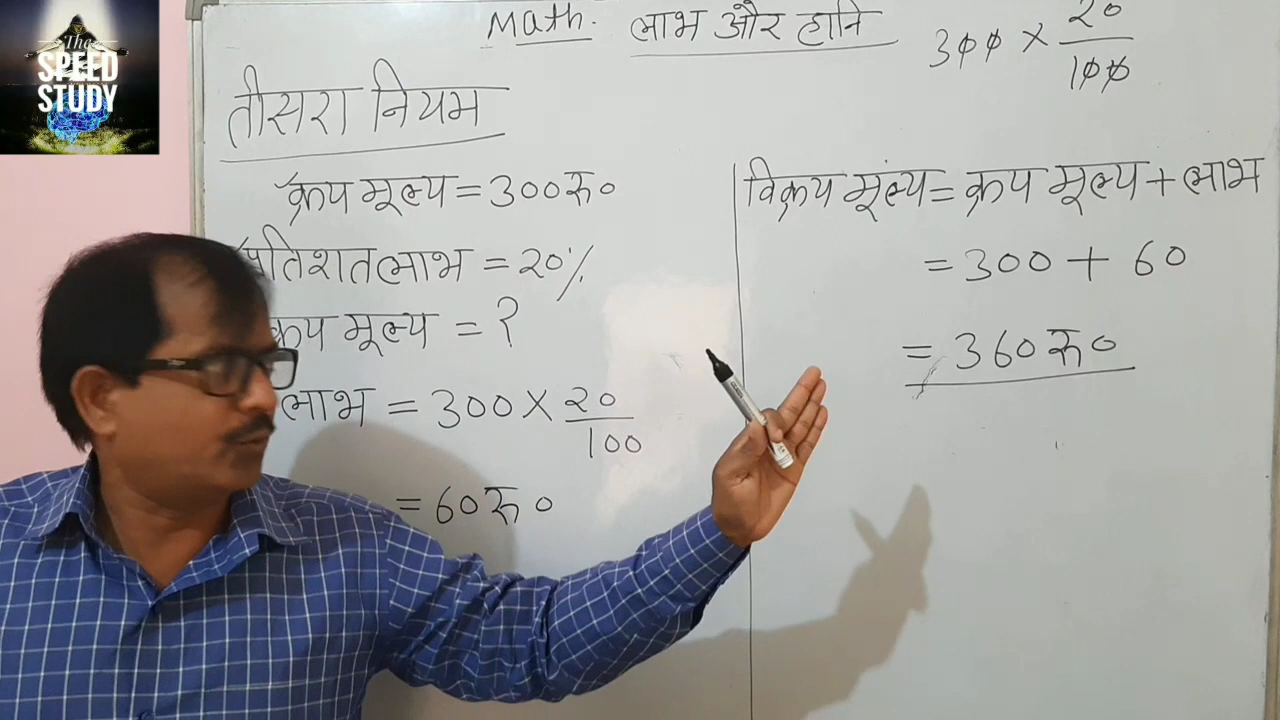 The
SPEED
STUDY
Math. लाभ और हानि
300 × 20/100
तीसरा नियम
क्रय मूल्य = 300रू०
प्रतिशत लाभ = 20%
क्रय मूल्य = ?
लाभ = 300 × 20/100
= 60रू०
विक्रय मूल्य = क्रय मूल्य + लाभ
= 300 + 60
= 360रू०